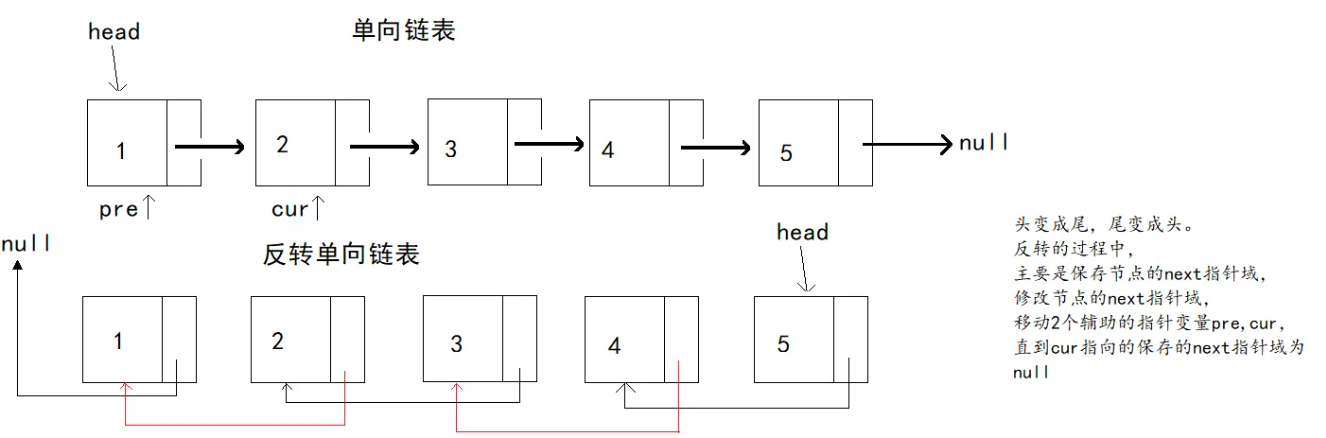 head
单向链表
1
2
3
4
5
null
pre
cur
null
反转单向链表
head
1
2
3
4
5
头变成尾，尾变成头。
反转的过程中，
主要是保存节点的next指针域，
修改节点的next指针域，
移动2个辅助的指针变量pre,cur，
直到cur指向的保存的next指针域为
null